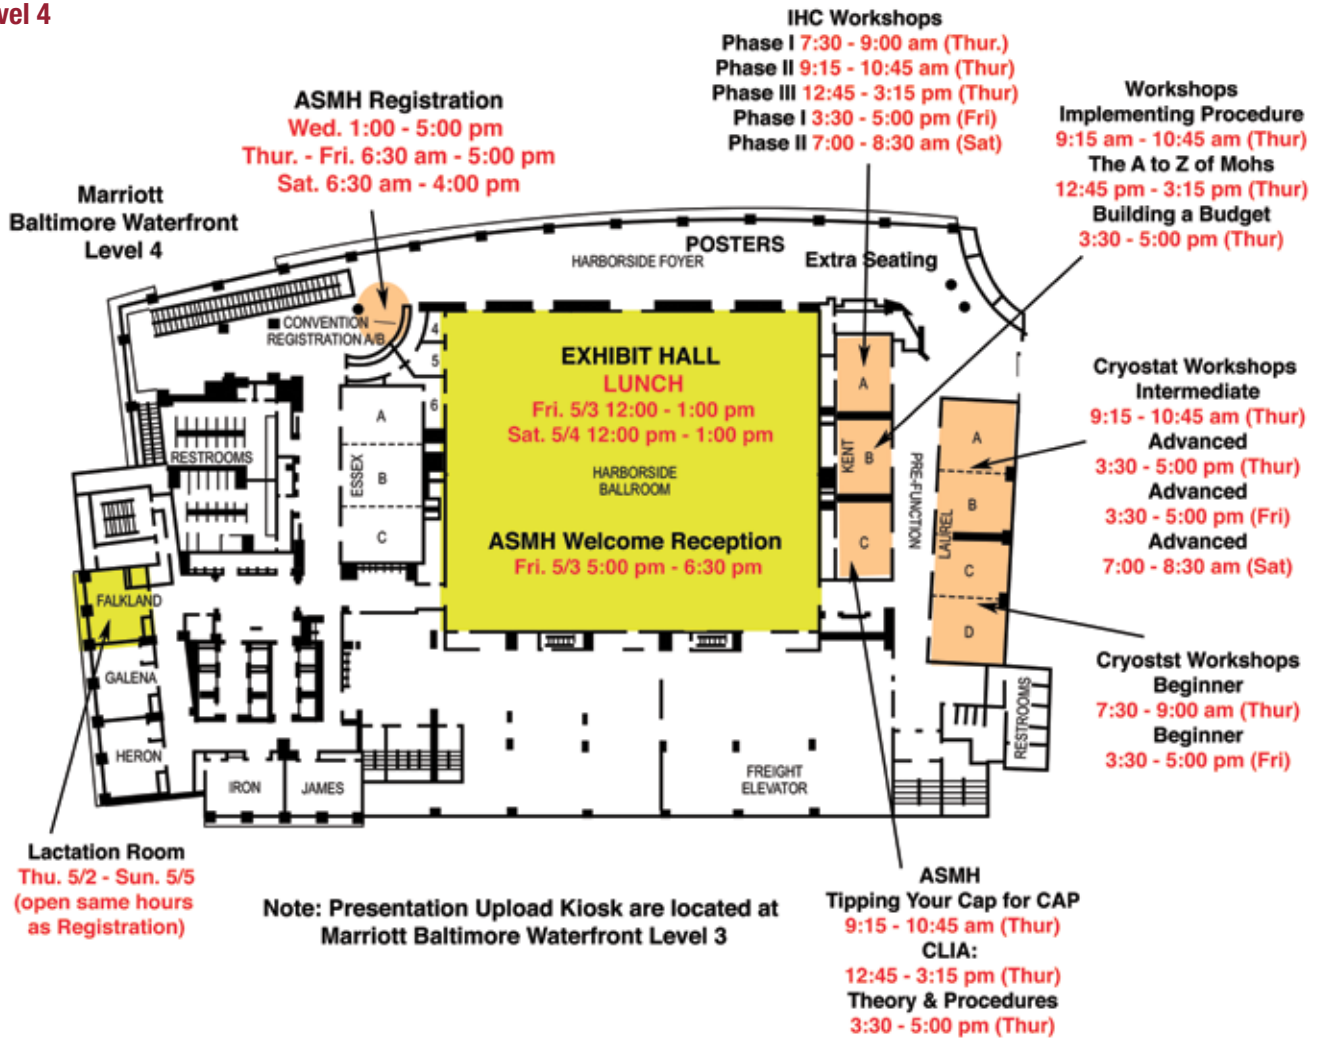 vel 4
IHC Workshops
Phase I 7:30 - 9:00 am (Thur.)
Phase II 9:15 - 10:45 am (Thur)
Phase III 12:45 - 3:15 pm (Thur)
Phase I 3:30 - 5:00 pm (Fri)
Phase II 7:00 - 8:30 am (Sat)
Workshops
Implementing Procedure
9:15 am - 10:45 am (Thur)
The A to Z of Mohs
12:45 pm - 3:15 pm (Thur)
Building a Budget
3:30 - 5:00 pm (Thur)
ASMH Registration
Wed. 1:00 - 5:00 pm
Thur. - Fri. 6:30 am - 5:00 pm
Sat. 6:30 am - 4:00 pm
Marriott
Baltimore Waterfront
Level 4
POSTERS
HARBORSIDE FOYER
Extra Seating
CONVENTION
REGISTRATION A/B
4
5
6
EXHIBIT HALL
LUNCH
Fri. 5/3 12:00 - 1:00 pm
Sat. 5/4 12:00 pm - 1:00 pm
HARBORSIDE
BALLROOM
ASMH Welcome Reception
Fri. 5/3 5:00 pm - 6:30 pm
RESTROOMS
ESSEX
A
B
C
KENT
A
B
C
PRE-FUNCTION
LAUREL
A
B
C
D
Cryostat Workshops
Intermediate
9:15 - 10:45 am (Thur)
Advanced
3:30 - 5:00 pm (Thur)
Advanced
3:30 - 5:00 pm (Fri)
Advanced
7:00 - 8:30 am (Sat)
Cryostst Workshops
Beginner
7:30 - 9:00 am (Thur)
Beginner
3:30 - 5:00 pm (Fri)
FALKLAND
GALENA
HERON
IRON
JAMES
FREIGHT
ELEVATOR
RESTROOMS
Lactation Room
Thu. 5/2 - Sun. 5/5
(open same hours
as Registration)
Note: Presentation Upload Kiosk are located at
Marriott Baltimore Waterfront Level 3
ASMH
Tipping Your Cap for CAP
9:15 - 10:45 am (Thur)
CLIA:
12:45 - 3:15 pm (Thur)
Theory & Procedures
3:30 - 5:00 pm (Thur)